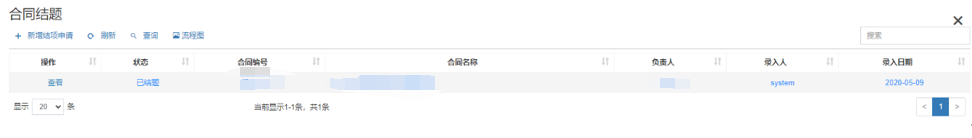 合同结题
新增结项申请 刷新 查询 流程图 搜索
操作 状态 合同编号 合同名称 负责人 录入人 录入日期
查看 已结题 system 2020-05-09
显示 20 条 当前显示1-1条，共1条 < 1 >